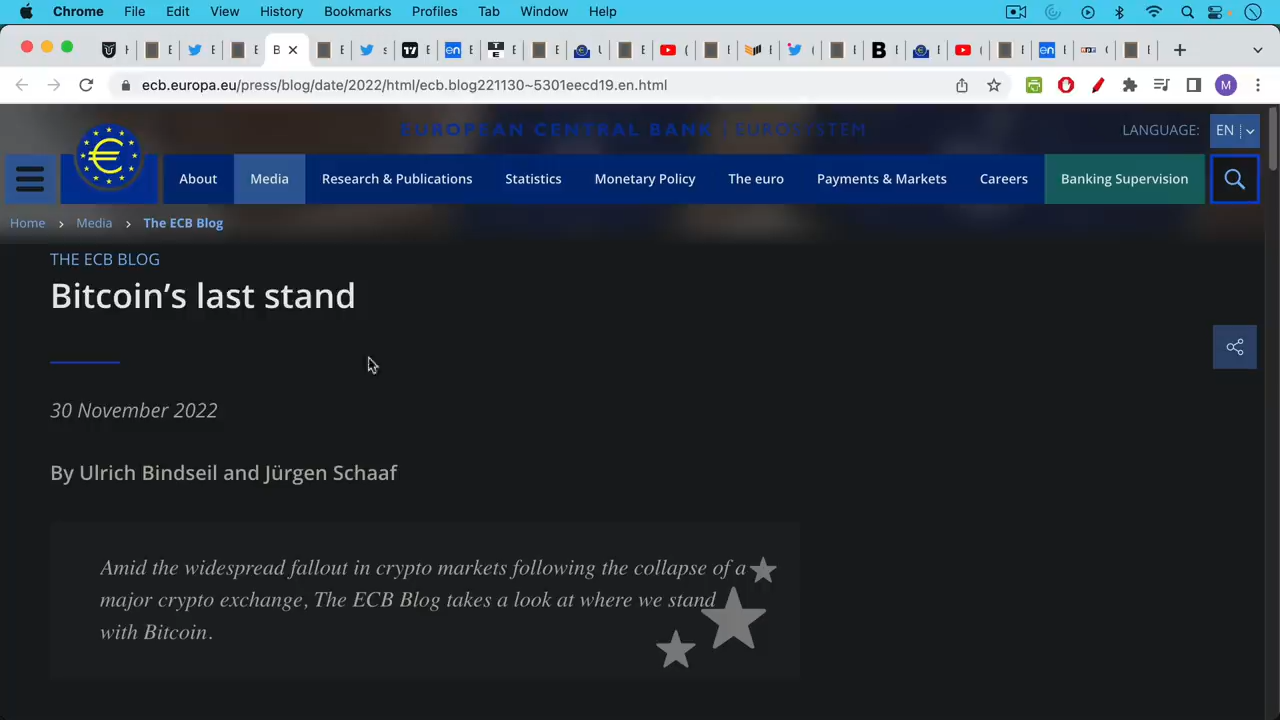 Chrome File Edit View History Bookmarks Profiles Tab Window Help
ecb.europa.eu/press/blog/date/2022/html/ecb.blog221130~5301eecd19.en.html
M
EUROPEAN CENTRAL BANK | EUROSYSTEM
LANGUAGE: EN
About Media Research & Publications Statistics Monetary Policy The euro Payments & Markets Careers Banking Supervision
Home > Media > The ECB Blog
THE ECB BLOG
Bitcoin’s last stand
30 November 2022
By Ulrich Bindseil and Jürgen Schaaf
Amid the widespread fallout in crypto markets following the collapse of a
major crypto exchange, The ECB Blog takes a look at where we stand
with Bitcoin.